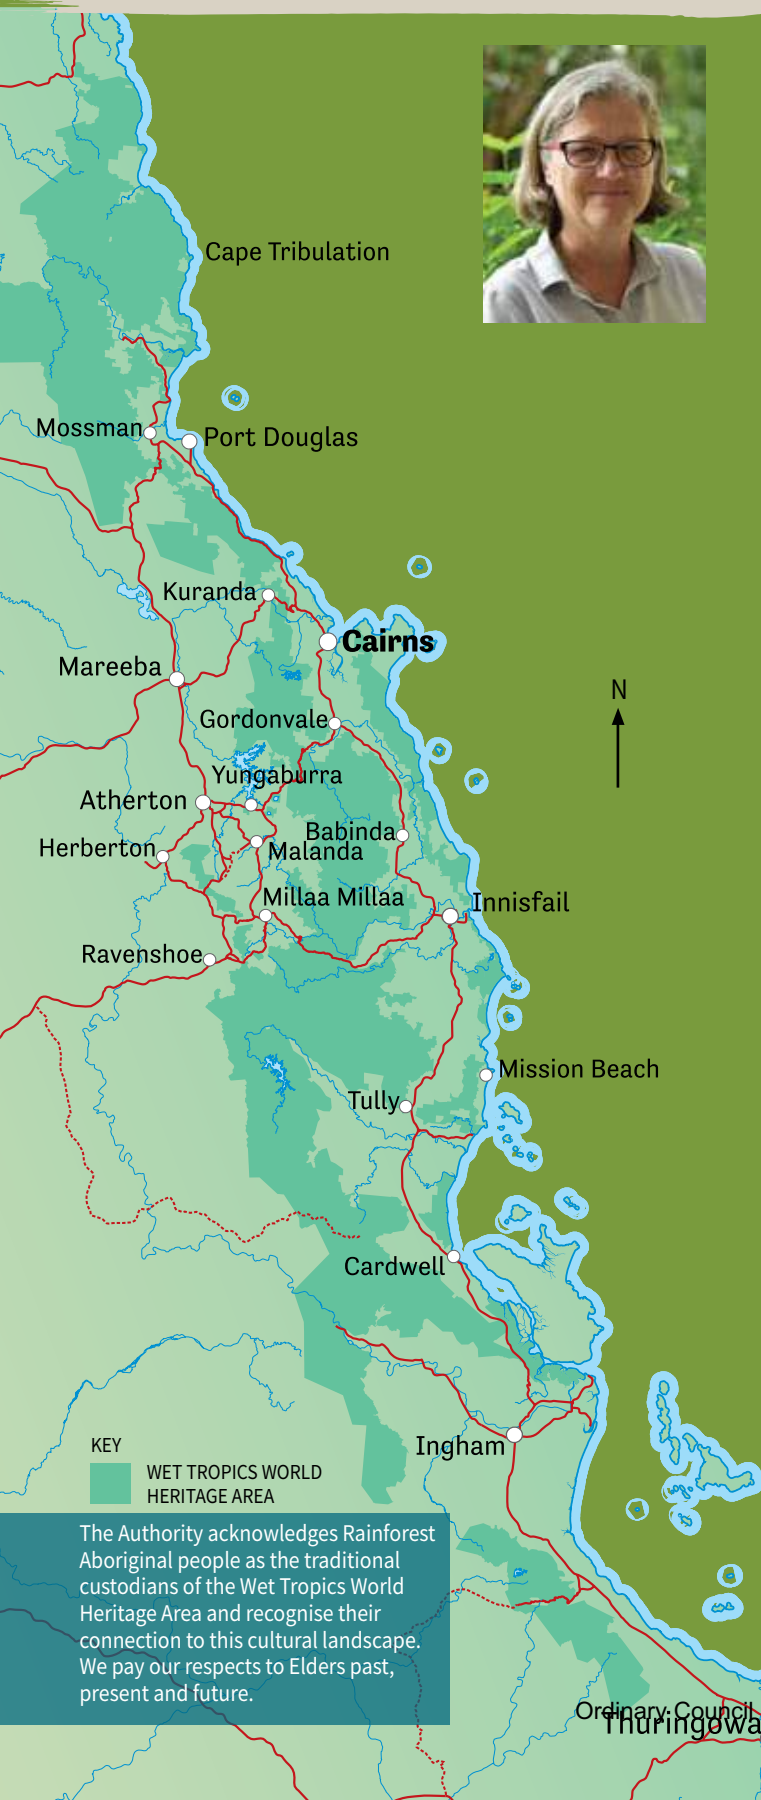 Cape Tribulation
Mossman
Port Douglas
Kuranda
Cairns
Mareeba
N
Gordonvale
Yungaburra
Atherton
Babinda
Herberton
Malanda
Millaa Millaa
Innisfail
Ravenshoe
Mission Beach
Tully
Cardwell
KEY
Ingham
WET TROPICS WORLD
HERITAGE AREA
The Authority acknowledges Rainforest
Aboriginal people as the traditional
custodians of the Wet Tropics World
Heritage Area and recognise their
connection to this cultural landscape.
We pay our respects to Elders past,
present and future.
Ordinary Council
Thuringowa